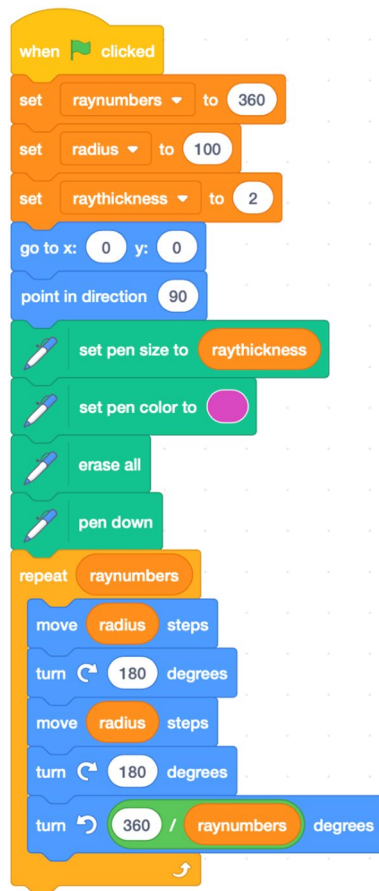 when clicked
set raynumbers to 360
set radius to 100
set raythickness to 2
go to x: 0 y: 0
point in direction 90
set pen size to raythickness
set pen color to
erase all
pen down
repeat raynumbers
move radius steps
turn 180 degrees
move radius steps
turn 180 degrees
turn 360 / raynumbers degrees